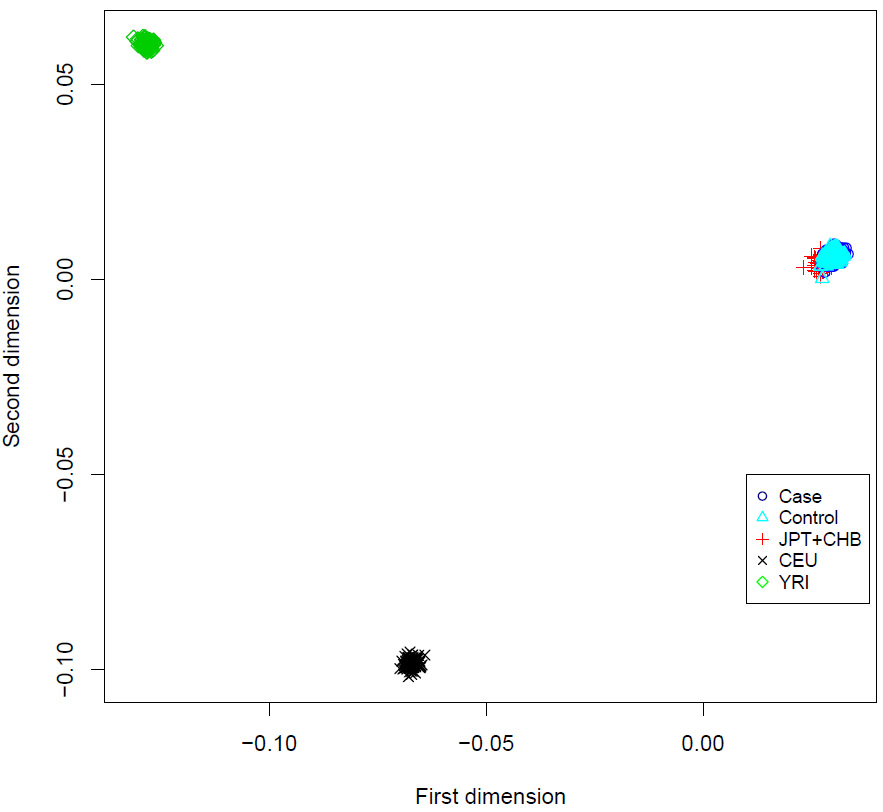 0.05
0.00
−0.05
−0.10
Second dimension
Case
Control
JPT+CHB
CEU
YRI
−0.10
−0.05
0.00
First dimension